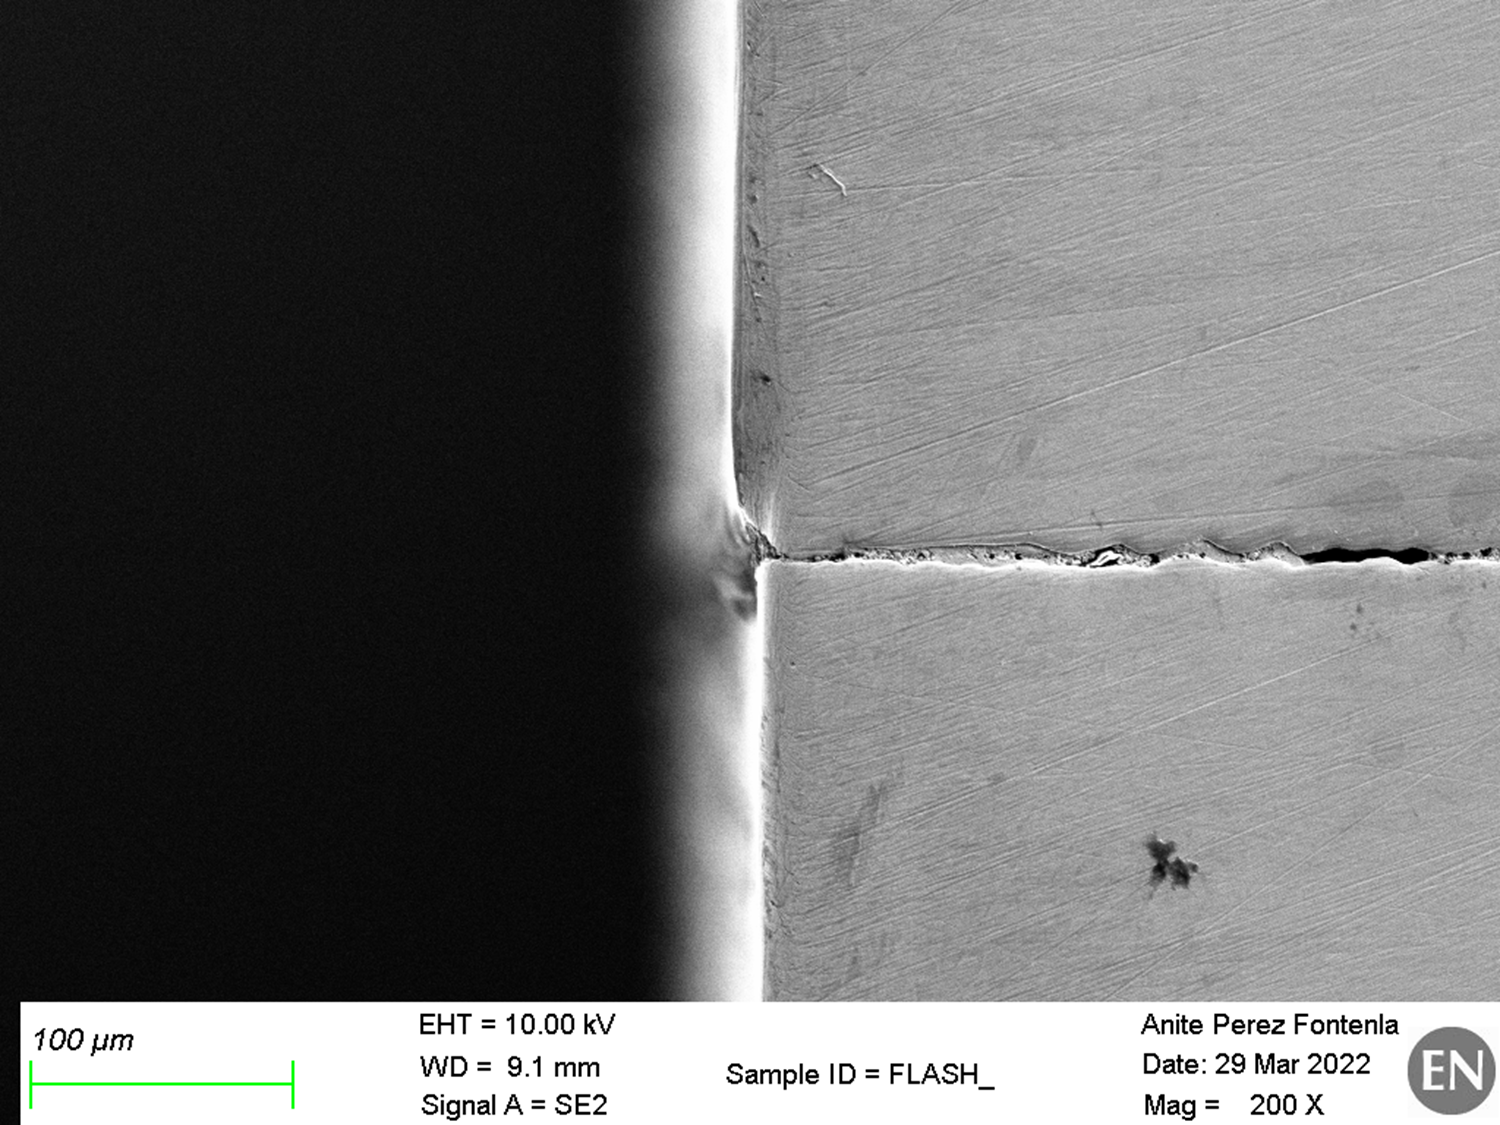 100 µm
EHT = 10.00 kV
WD = 9.1 mm
Signal A = SE2
Sample ID = FLASH_
Anite Perez Fontenla
Date: 29 Mar 2022
Mag = 200 X
EN